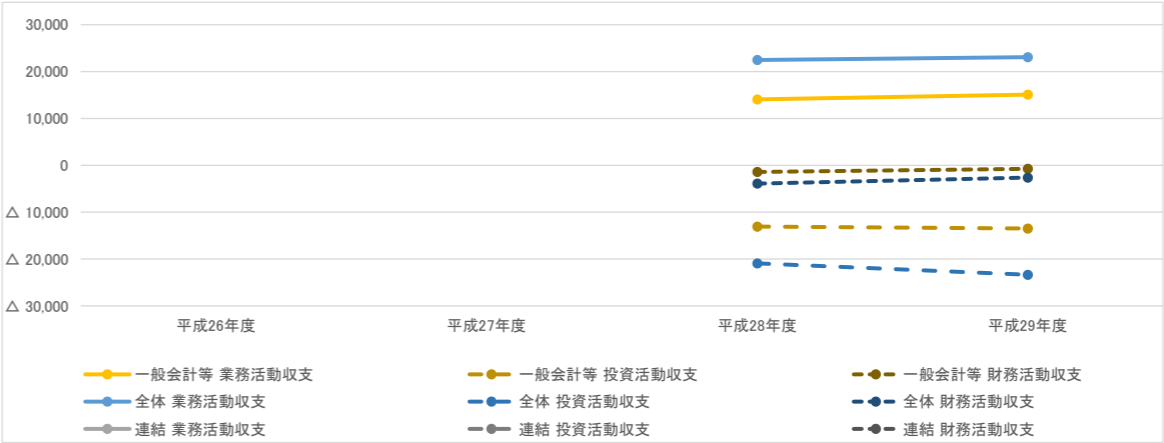 30,000
20,000
10,000
0
△ 10,000
△ 20,000
△ 30,000
平成26年度 平成27年度 平成28年度 平成29年度
一般会計等 業務活動収支 一般会計等 投資活動収支 一般会計等 財務活動収支
全体 業務活動収支 全体 投資活動収支 全体 財務活動収支
連結 業務活動収支 連結 投資活動収支 連結 財務活動収支